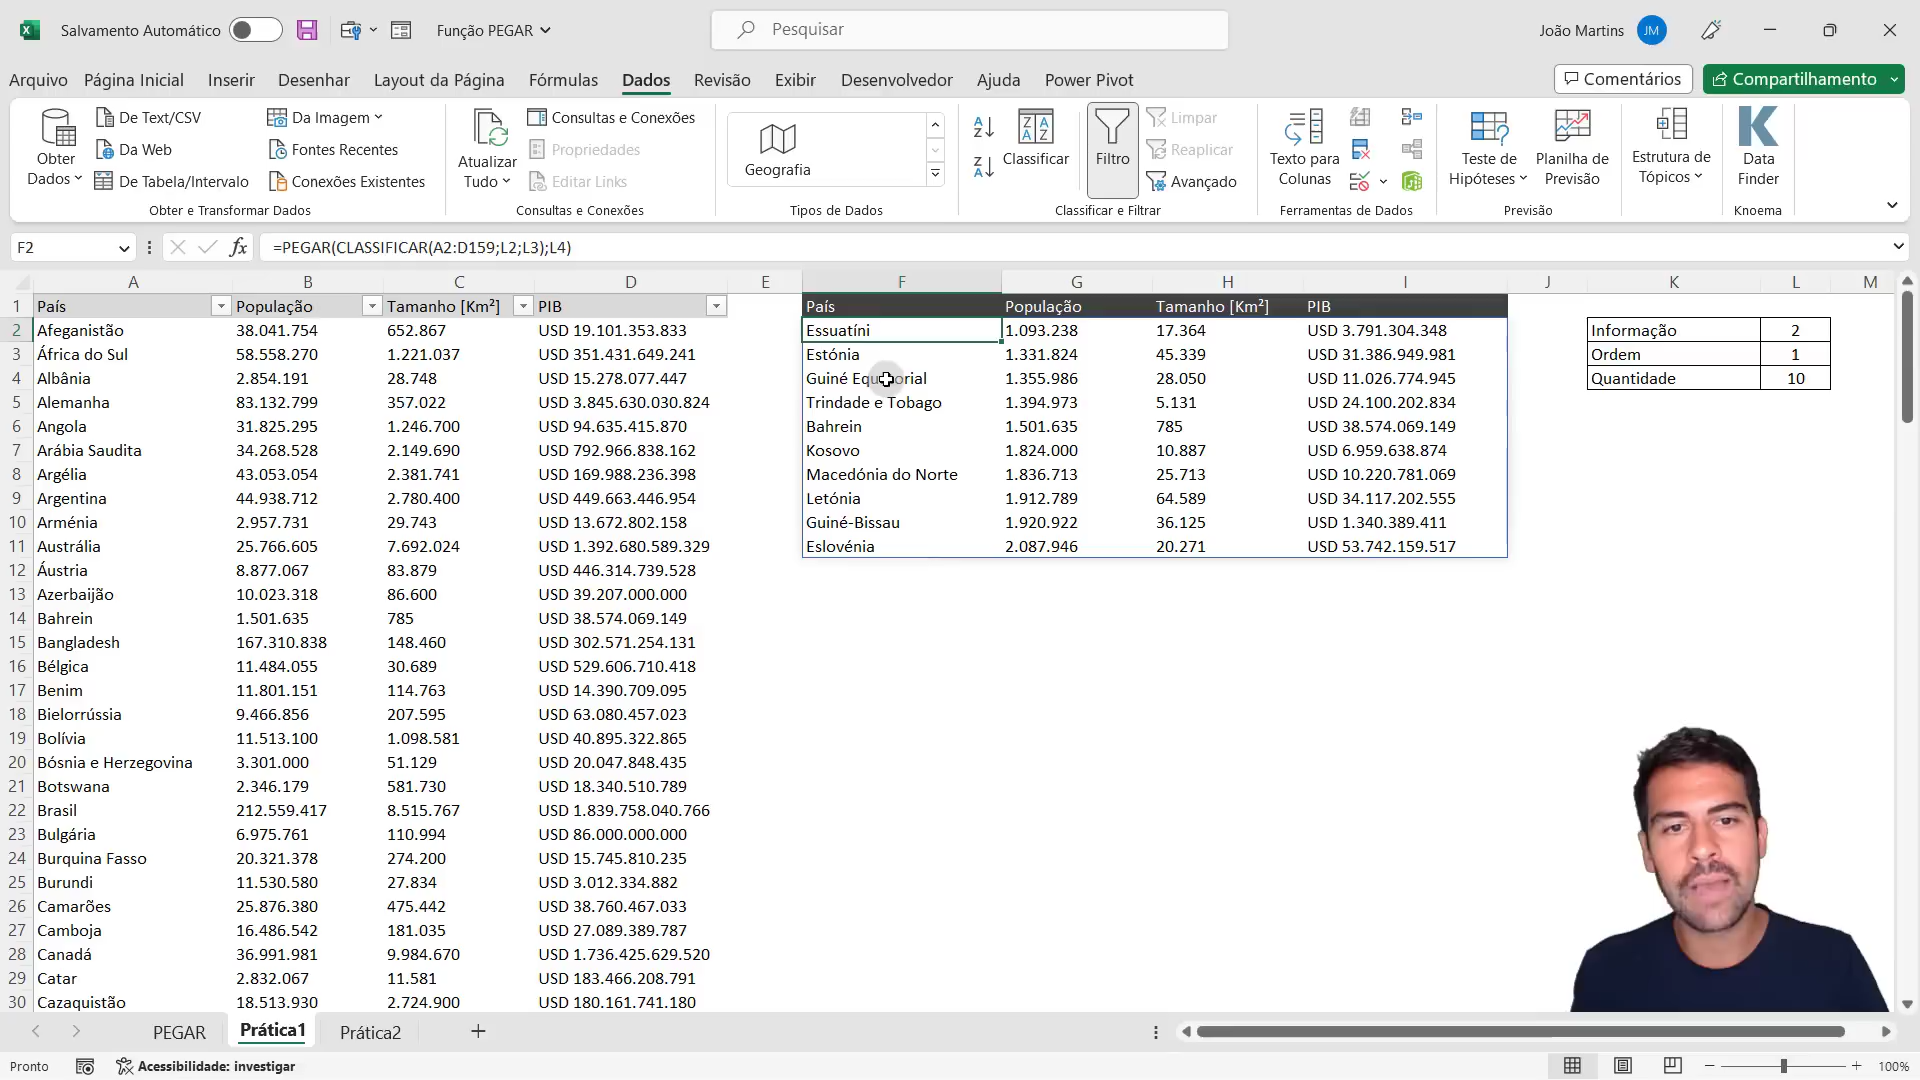 Salvamento Automático
Função PEGAR
Pesquisar
João Martins
JM
Arquivo Página Inicial Inserir Desenhar Layout da Página Fórmulas Dados Revisão Exibir Desenvolvedor Ajuda Power Pivot
Comentários
Compartilhamento
Obter Dados
De Text/CSV
Da Web
De Tabela/Intervalo
Da Imagem
Fontes Recentes
Conexões Existentes
Obter e Transformar Dados
Atualizar Tudo
Consultas e Conexões
Propriedades
Editar Links
Consultas e Conexões
Geografia
Tipos de Dados
Classificar
Filtro
Limpar
Reaplicar
Avançado
Classificar e Filtrar
Texto para Colunas
Ferramentas de Dados
Teste de Hipóteses
Planilha de Previsão
Previsão
Estrutura de Tópicos
Data Finder
Knoema
F2
fx
=PEGAR(CLASSIFICAR(A2:D159;L2;L3);L4)
A B C D E F G H I J K L M
1 País População Tamanho [Km²] PIB País População Tamanho [Km²] PIB
2 Afeganistão 38.041.754 652.867 USD 19.101.353.833 Essuatíni 1.093.238 17.364 USD 3.791.304.348 Informação 2
3 África do Sul 58.558.270 1.221.037 USD 351.431.649.241 Estónia 1.331.824 45.339 USD 31.386.949.981 Ordem 1
4 Albânia 2.854.191 28.748 USD 15.278.077.447 Guiné Equatorial 1.355.986 28.050 USD 11.026.774.945 Quantidade 10
5 Alemanha 83.132.799 357.022 USD 3.845.630.030.824 Trindade e Tobago 1.394.973 5.131 USD 24.100.202.834
6 Angola 31.825.295 1.246.700 USD 94.635.415.870 Bahrein 1.501.635 785 USD 38.574.069.149
7 Arábia Saudita 34.268.528 2.149.690 USD 792.966.838.162 Kosovo 1.824.000 10.887 USD 6.959.638.874
8 Argélia 43.053.054 2.381.741 USD 169.988.236.398 Macedónia do Norte 1.836.713 25.713 USD 10.220.781.069
9 Argentina 44.938.712 2.780.400 USD 449.663.446.954 Letónia 1.912.789 64.589 USD 34.117.202.555
10 Arménia 2.957.731 29.743 USD 13.672.802.158 Guiné-Bissau 1.920.922 36.125 USD 1.340.389.411
11 Austrália 25.766.605 7.692.024 USD 1.392.680.589.329 Eslovénia 2.087.946 20.271 USD 53.742.159.517
12 Áustria 8.877.067 83.879 USD 446.314.739.528
13 Azerbaijão 10.023.318 86.600 USD 39.207.000.000
14 Bahrein 1.501.635 785 USD 38.574.069.149
15 Bangladesh 167.310.838 148.460 USD 302.571.254.131
16 Bélgica 11.484.055 30.689 USD 529.606.710.418
17 Benim 11.801.151 114.763 USD 14.390.709.095
18 Bielorrússia 9.466.856 207.595 USD 63.080.457.023
19 Bolívia 11.513.100 1.098.581 USD 40.895.322.865
20 Bósnia e Herzegovina 3.301.000 51.129 USD 20.047.848.435
21 Botswana 2.346.179 581.730 USD 18.340.510.789
22 Brasil 212.559.417 8.515.767 USD 1.839.758.040.766
23 Bulgária 6.975.761 110.994 USD 86.000.000.000
24 Burquina Fasso 20.321.378 274.200 USD 15.745.810.235
25 Burundi 11.530.580 27.834 USD 3.012.334.882
26 Camarões 25.876.380 475.442 USD 38.760.467.033
27 Camboja 16.486.542 181.035 USD 27.089.389.787
28 Canadá 36.991.981 9.984.670 USD 1.736.425.629.520
29 Catar 2.832.067 11.581 USD 183.466.208.791
30 Cazaquistão 18.513.930 2.724.900 USD 180.161.741.180
PEGAR Prática1 Prática2
Pronto
Acessibilidade: investigar
100%